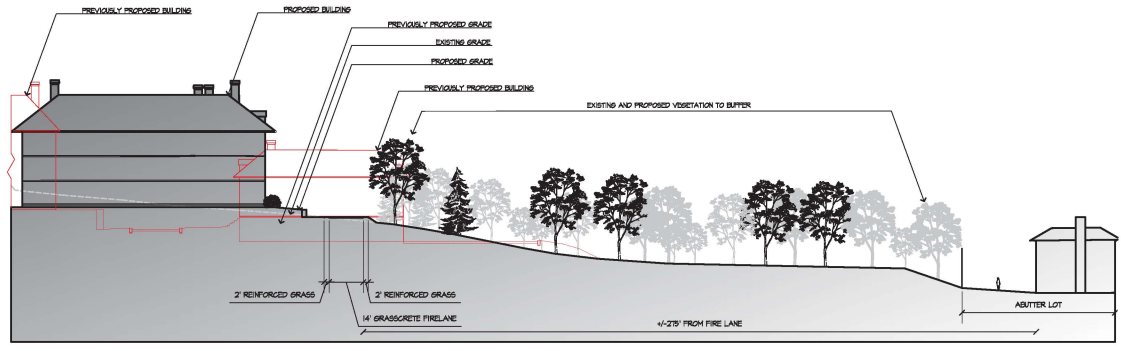 PREVIOUSLY PROPOSED BUILDING
PROPOSED BUILDING
PREVIOUSLY PROPOSED GRADE
EXISTING GRADE
PROPOSED GRADE
PREVIOUSLY PROPOSED BUILDING
EXISTING AND PROPOSED VEGETATION TO BUFFER
2' REINFORCED GRASS
2' REINFORCED GRASS
14' GRASSCRETE FIRELANE
+/-275' FROM FIRE LANE
ABUTTER LOT